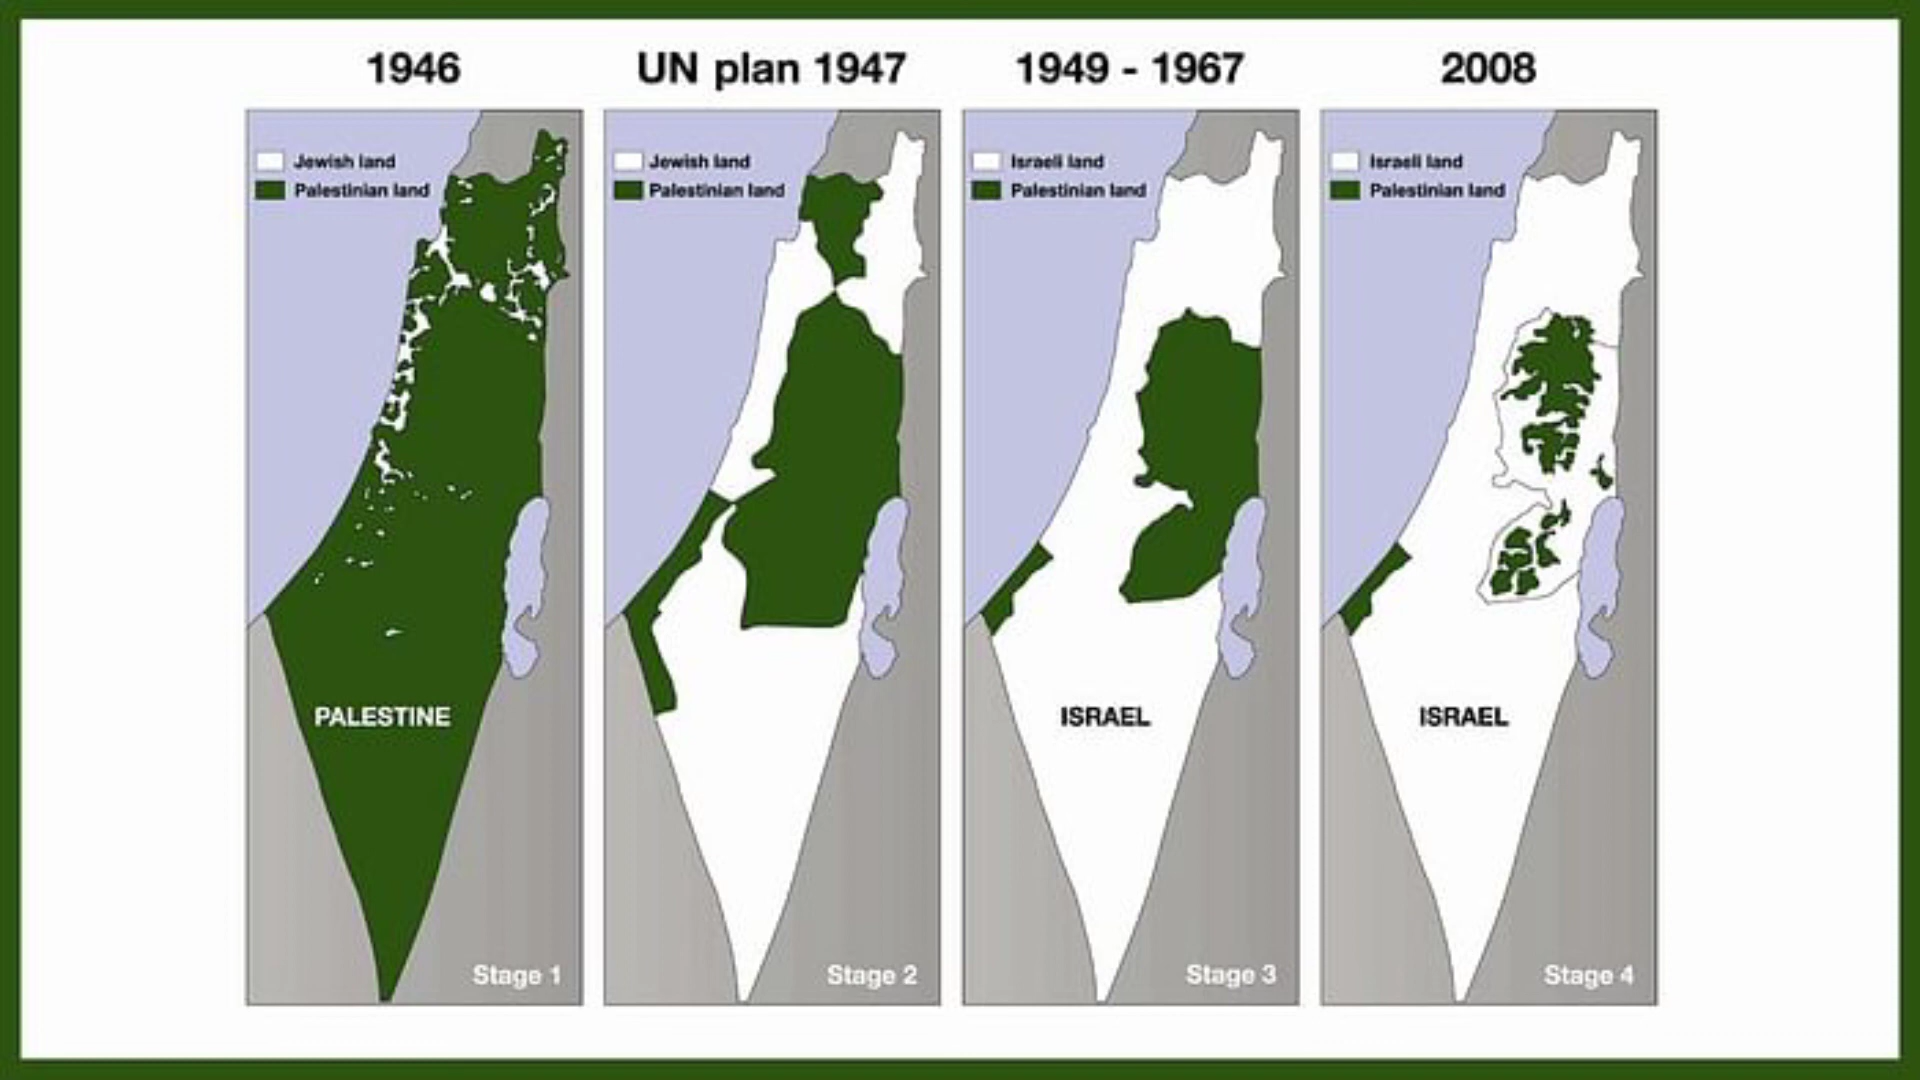 1946
Jewish land
Palestinian land
PALESTINE
Stage 1
UN plan 1947
Jewish land
Palestinian land
Stage 2
1949 - 1967
Israeli land
Palestinian land
ISRAEL
Stage 3
2008
Israeli land
Palestinian land
ISRAEL
Stage 4